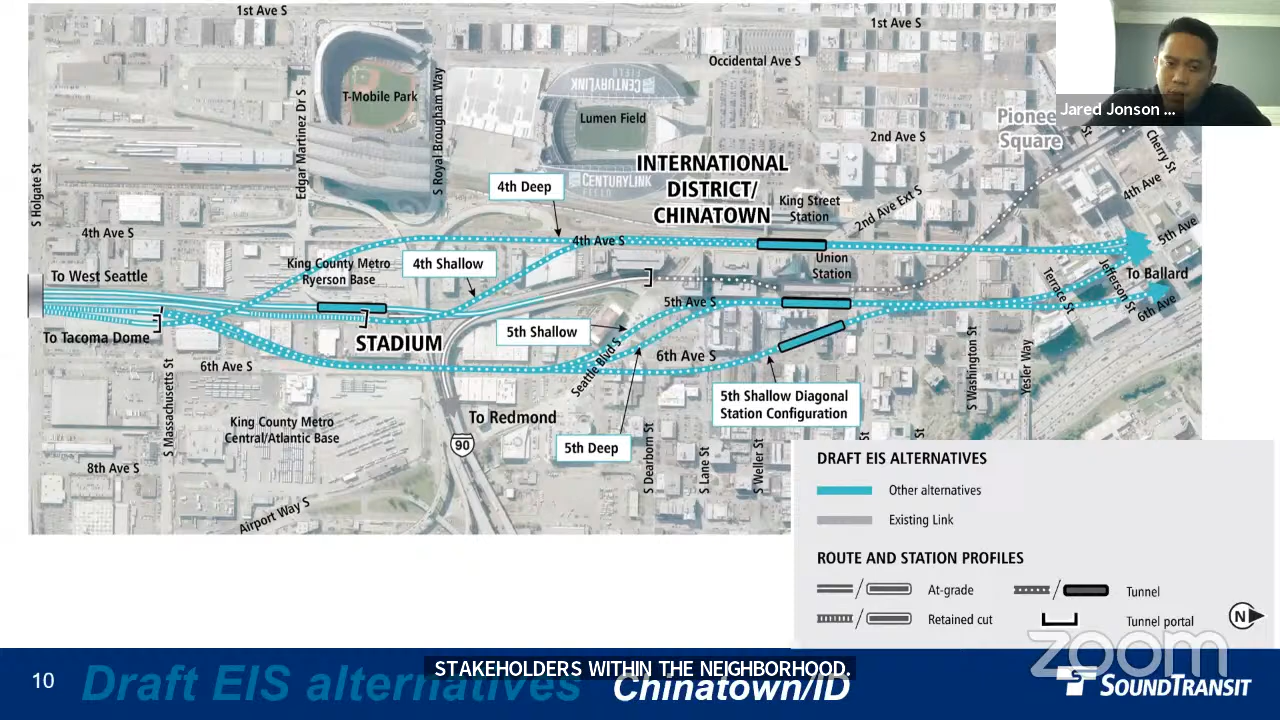 1st Ave S
1st Ave S
Occidental Ave S
T-Mobile Park
Edgar Martinez Dr S
S Royal Brougham Way
CENTURYLINK
FIELD
Lumen Field
CENTURYLINK
FIELD
2nd Ave S
Pionee
Square
Jared Jonson ...
St
Cherry St
S Holgate St
INTERNATIONAL
DISTRICT/
CHINATOWN
4th Deep
King Street
Station
2nd Ave Ext S
4th Ave
5th Ave
4th Ave S
4th Ave S
To West Seattle
King County Metro
Ryerson Base
4th Shallow
Union
Station
To Ballard
Terrace St
Jefferson St
6th Ave
5th Ave S
5th Shallow
To Tacoma Dome
STADIUM
Seattle Blvd S
6th Ave S
6th Ave S
S Massachusetts St
S Washington St
Yesler Way
5th Shallow Diagonal
Station Configuration
To Redmond
90
King County Metro
Central/Atlantic Base
5th Deep
S Dearborn St
S Lane St
S Weller St
St
St
8th Ave S
Airport Way S
DRAFT EIS ALTERNATIVES
Other alternatives
Existing Link
ROUTE AND STATION PROFILES
At-grade
Tunnel
Retained cut
Tunnel portal
N
zoom
STAKEHOLDERS WITHIN THE NEIGHBORHOOD.
10
Draft EIS alternatives
Chinatown/ID
SOUNDTRANSIT